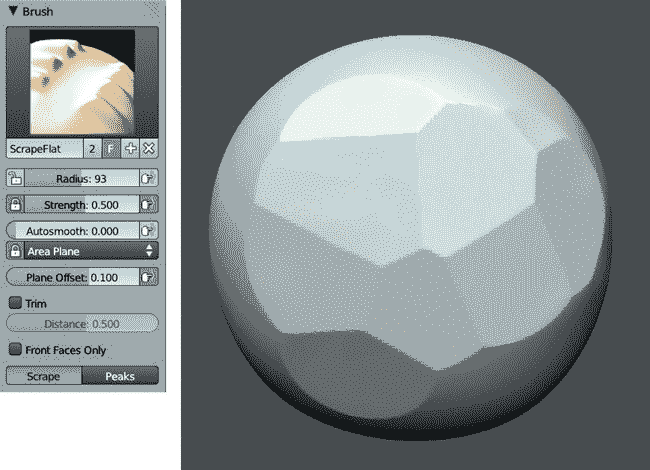 Brush
ScrapeFlat 2 F
Radius: 93
Strength: 0.500
Autosmooth: 0.000
Area Plane
Plane Offset: 0.100
Trim
Distance: 0.500
Front Faces Only
Scrape Peaks